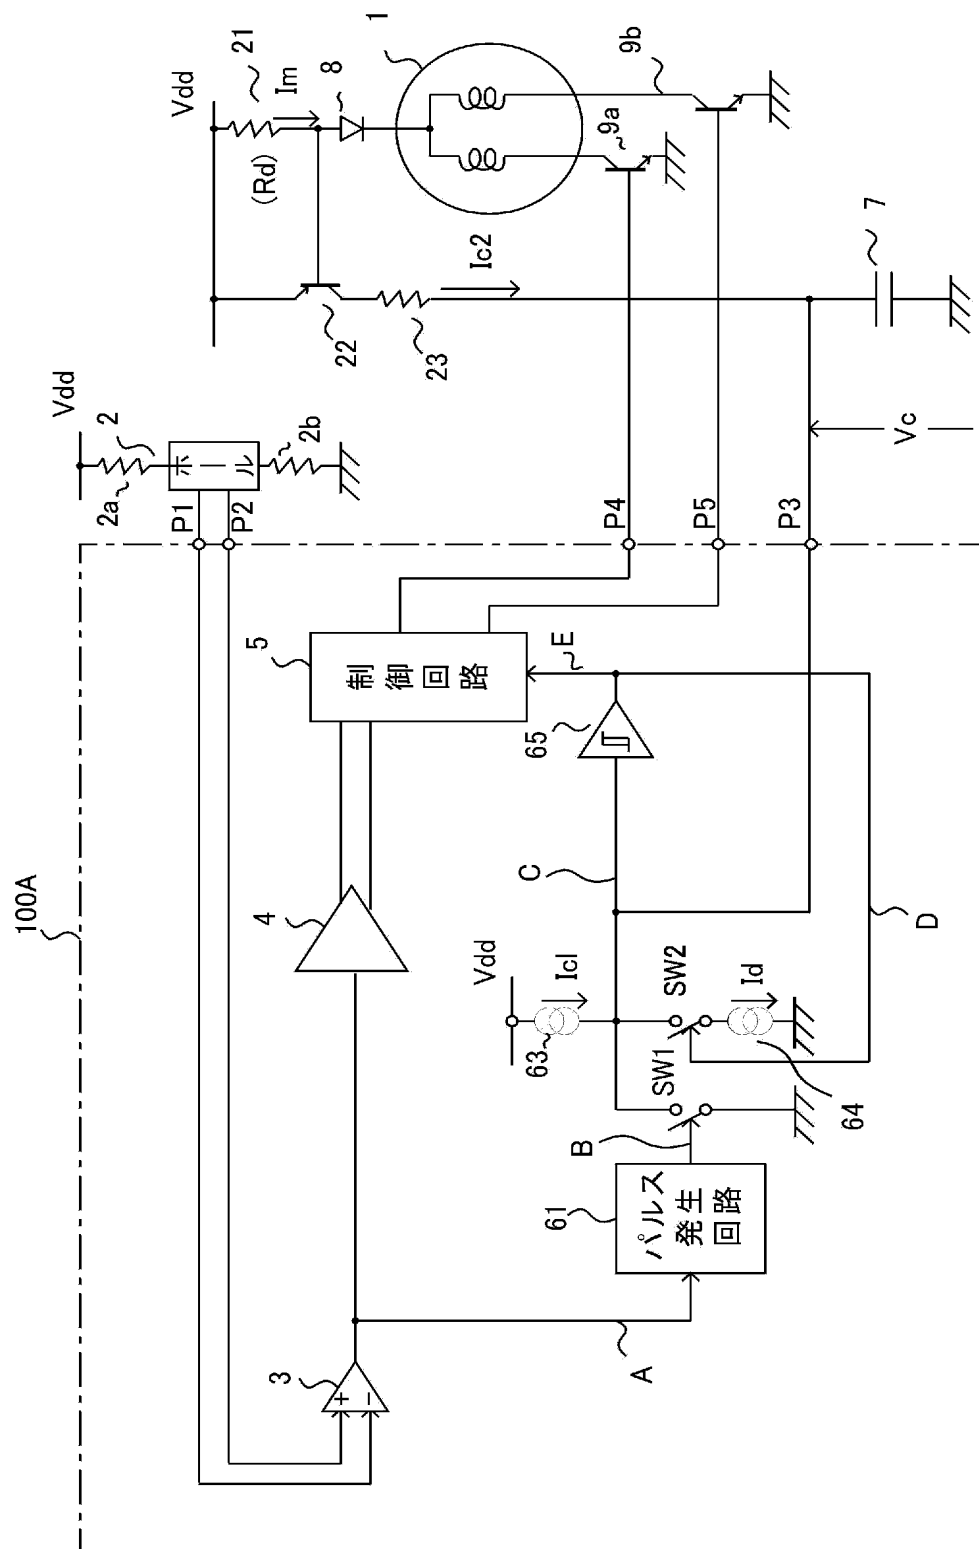 100A
Vdd
2
2a
ホール
2b
P1
P2
Vdd
21
Im
(Rd)
8
1
22
23
Ic2
9a
9b
7
Vc
P4
P5
P3
5
制御回路
E
65
4
C
D
Vdd
Icl
63
SW2
Id
SW1
64
B
61
パルス
発生
回路
3
+
−
A